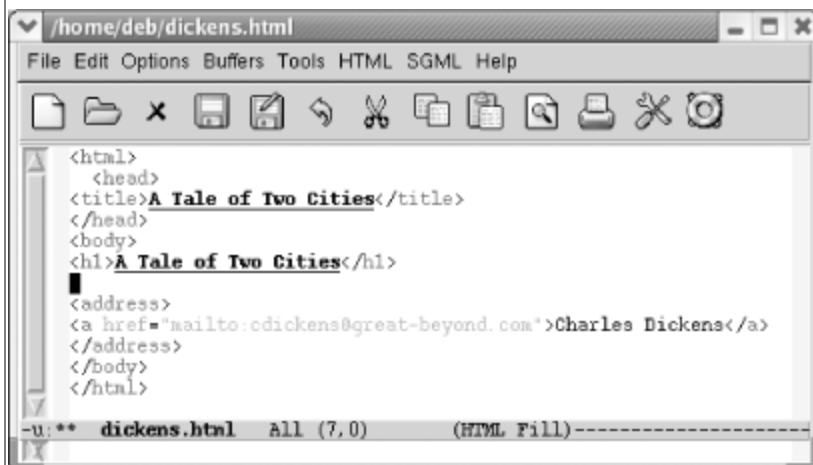 /home/deb/dickens.html
File Edit Options Buffers Tools HTML SGML Help
<html>
<head>
<title>A Tale of Two Cities</title>
</head>
<body>
<h1>A Tale of Two Cities</h1>
<address>
<a href="mailto:cdickens@great-beyond.com">Charles Dickens</a>
</address>
</body>
</html>
-u:** dickens.html All (7,0) (HTML Fill)----------------------